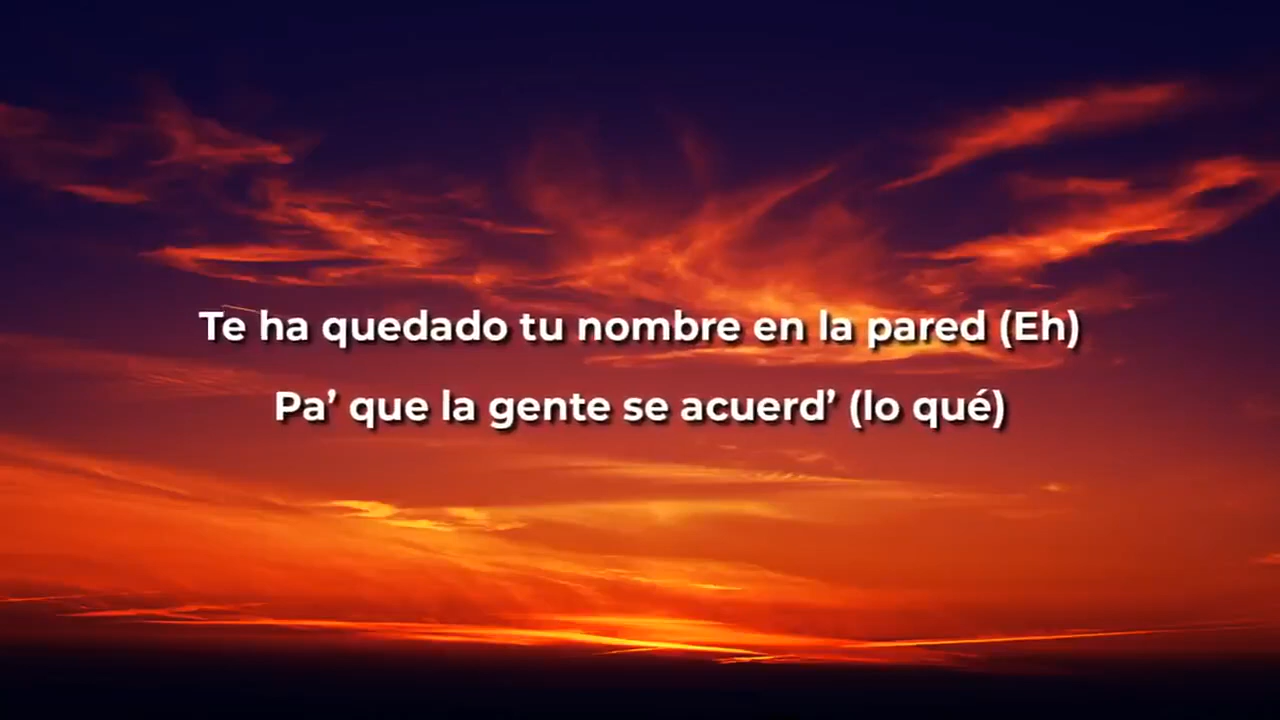 Te ha quedado tu nombre en la pared (Eh)
Pa’ que la gente se acuerd’ (lo qué)